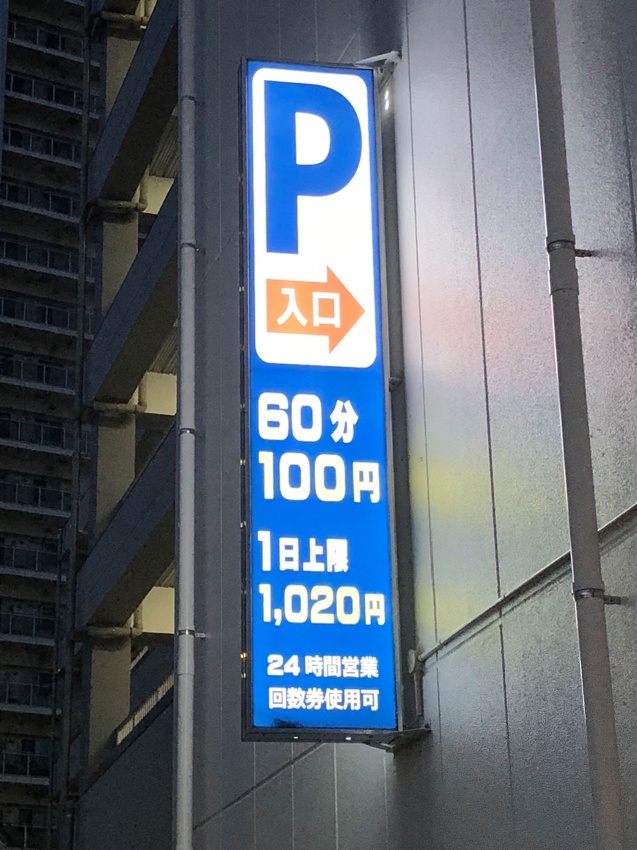 P
入口
60分
100円
1日上限
1,020円
24時間営業
回数券使用可